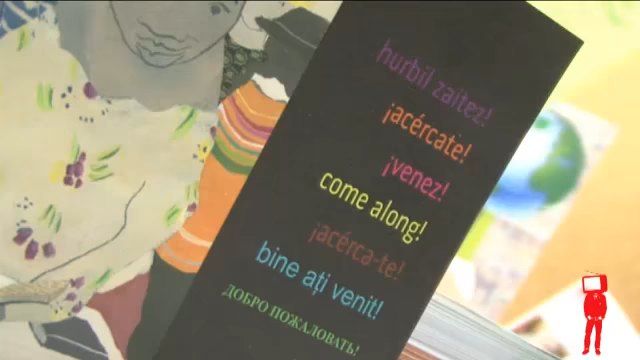 hurbil zaitez!
¡acércate!
¡venez!
come along!
¡acérca-te!
bine ați venit!
ДОБРО ПОЖАЛОВАТЬ!